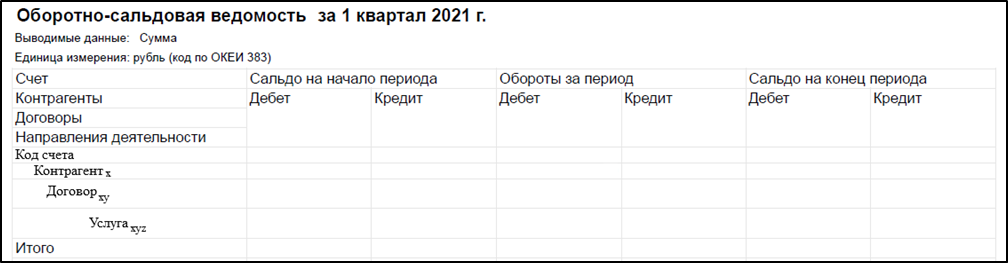 Оборотно-сальдовая ведомость за 1 квартал 2021 г.
Выводимые данные: Сумма
Единица измерения: рубль (код по ОКЕИ 383)
Счет Сальдо на начало периода Обороты за период Сальдо на конец периода
Контрагенты Дебет Кредит Дебет Кредит Дебет Кредит
Договоры
Направления деятельности
Код счета
Контрагент x
Договор xy
Услуга xyz
Итого